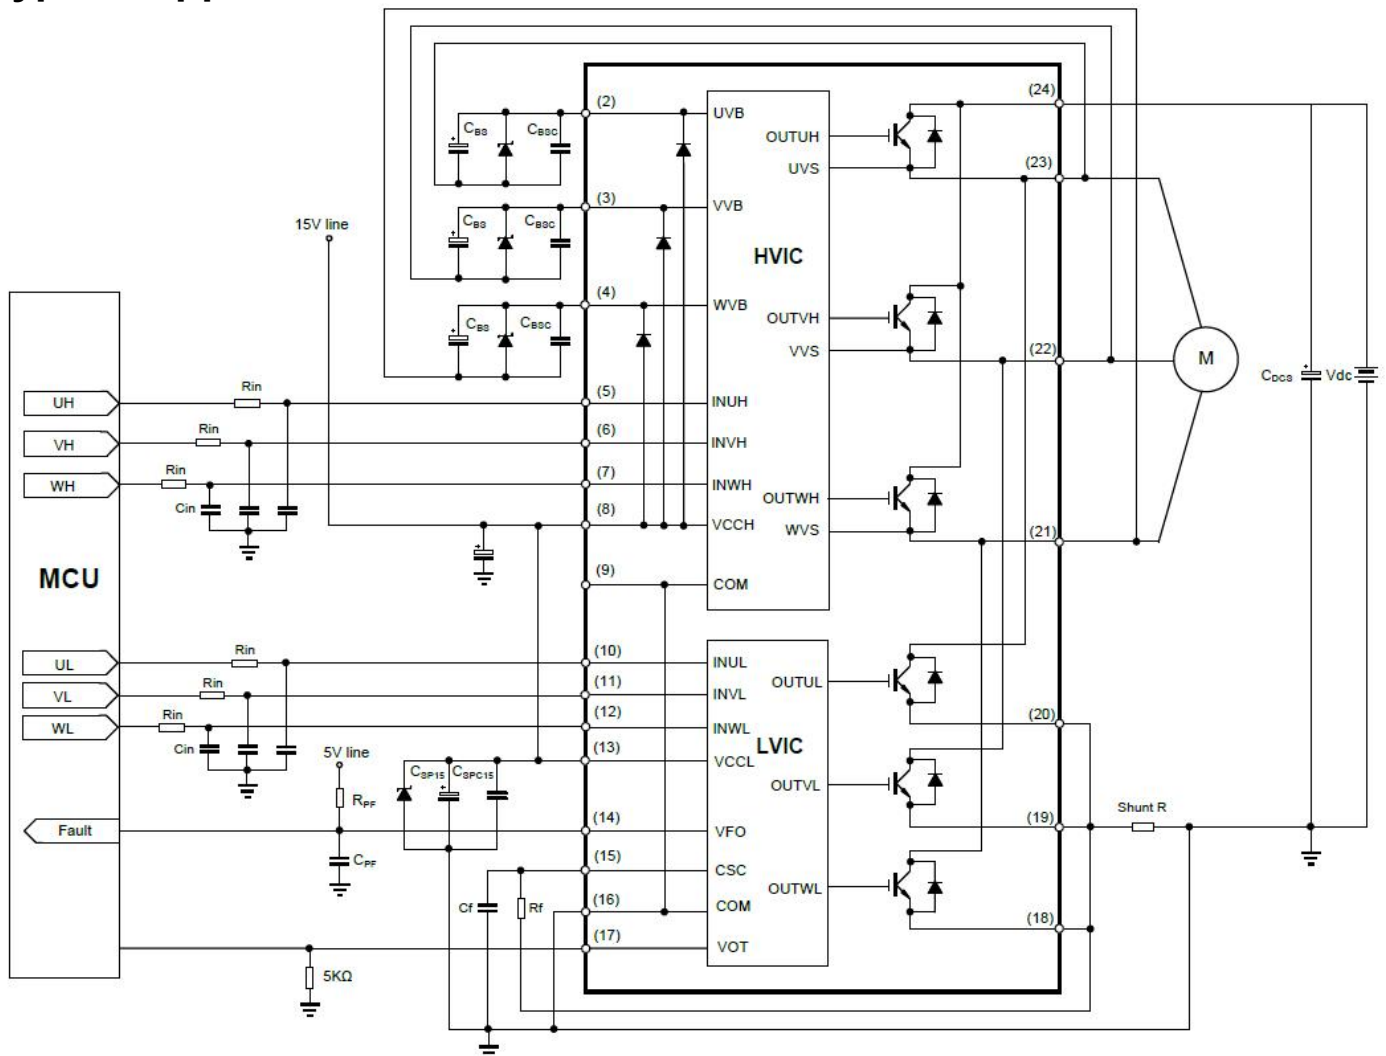 (24)
(2)
UVB
CBS
CBSC
OUTUH
UVS
(23)
(3)
VVB
CBS
CBSC
15V line
HVIC
(4)
WVB
CBS
CBSC
OUTVH
VVS
(22)
M
CDCS
Vdc
Rin
(5)
INUH
UH
Rin
(6)
INVH
VH
Rin
(7)
INWH
WH
OUTWH
Cin
(8)
VCCH
WVS
(21)
MCU
(9)
COM
Rin
(10)
INUL
UL
OUTUL
Rin
(11)
INVL
VL
Rin
(12)
INWL
WL
(20)
Cin
5V line
(13)
LVIC
VCCL
CSP15
CSPC15
OUTVL
RPF
Shunt R
Fault
(14)
VFO
(19)
CPF
(15)
CSC
OUTWL
Cf
Rf
(16)
COM
(18)
(17)
VOT
5KΩ